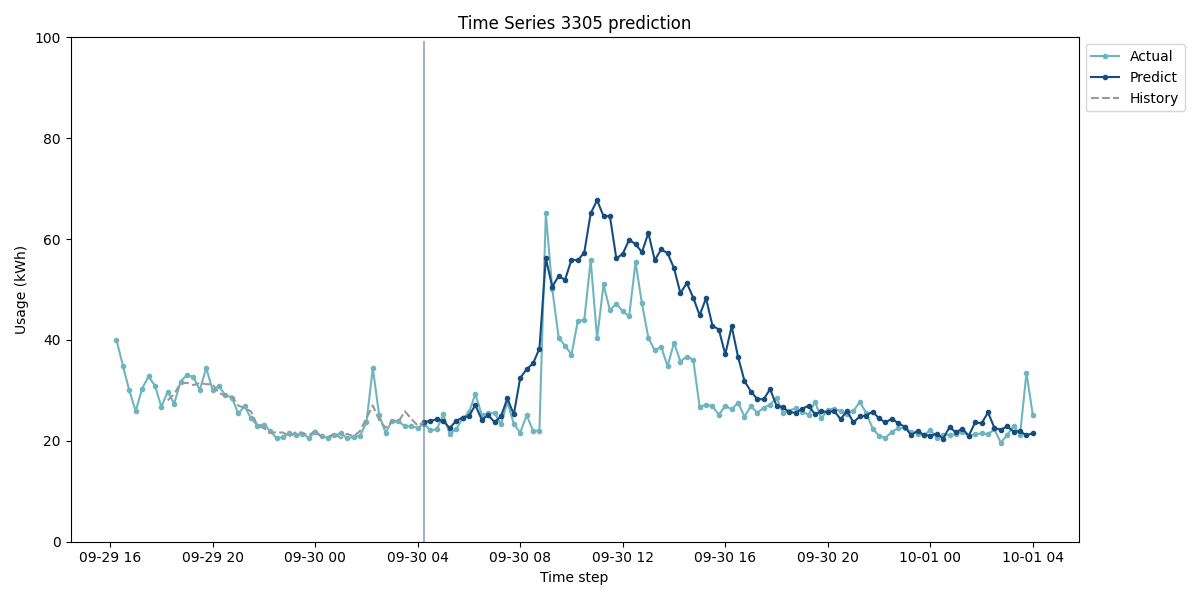 Time Series 3305 prediction
100
80
60
40
20
0
Usage (kWh)
09-29 16
09-29 20
09-30 00
09-30 04
09-30 08
09-30 12
09-30 16
09-30 20
10-01 00
10-01 04
Time step
Actual
Predict
History